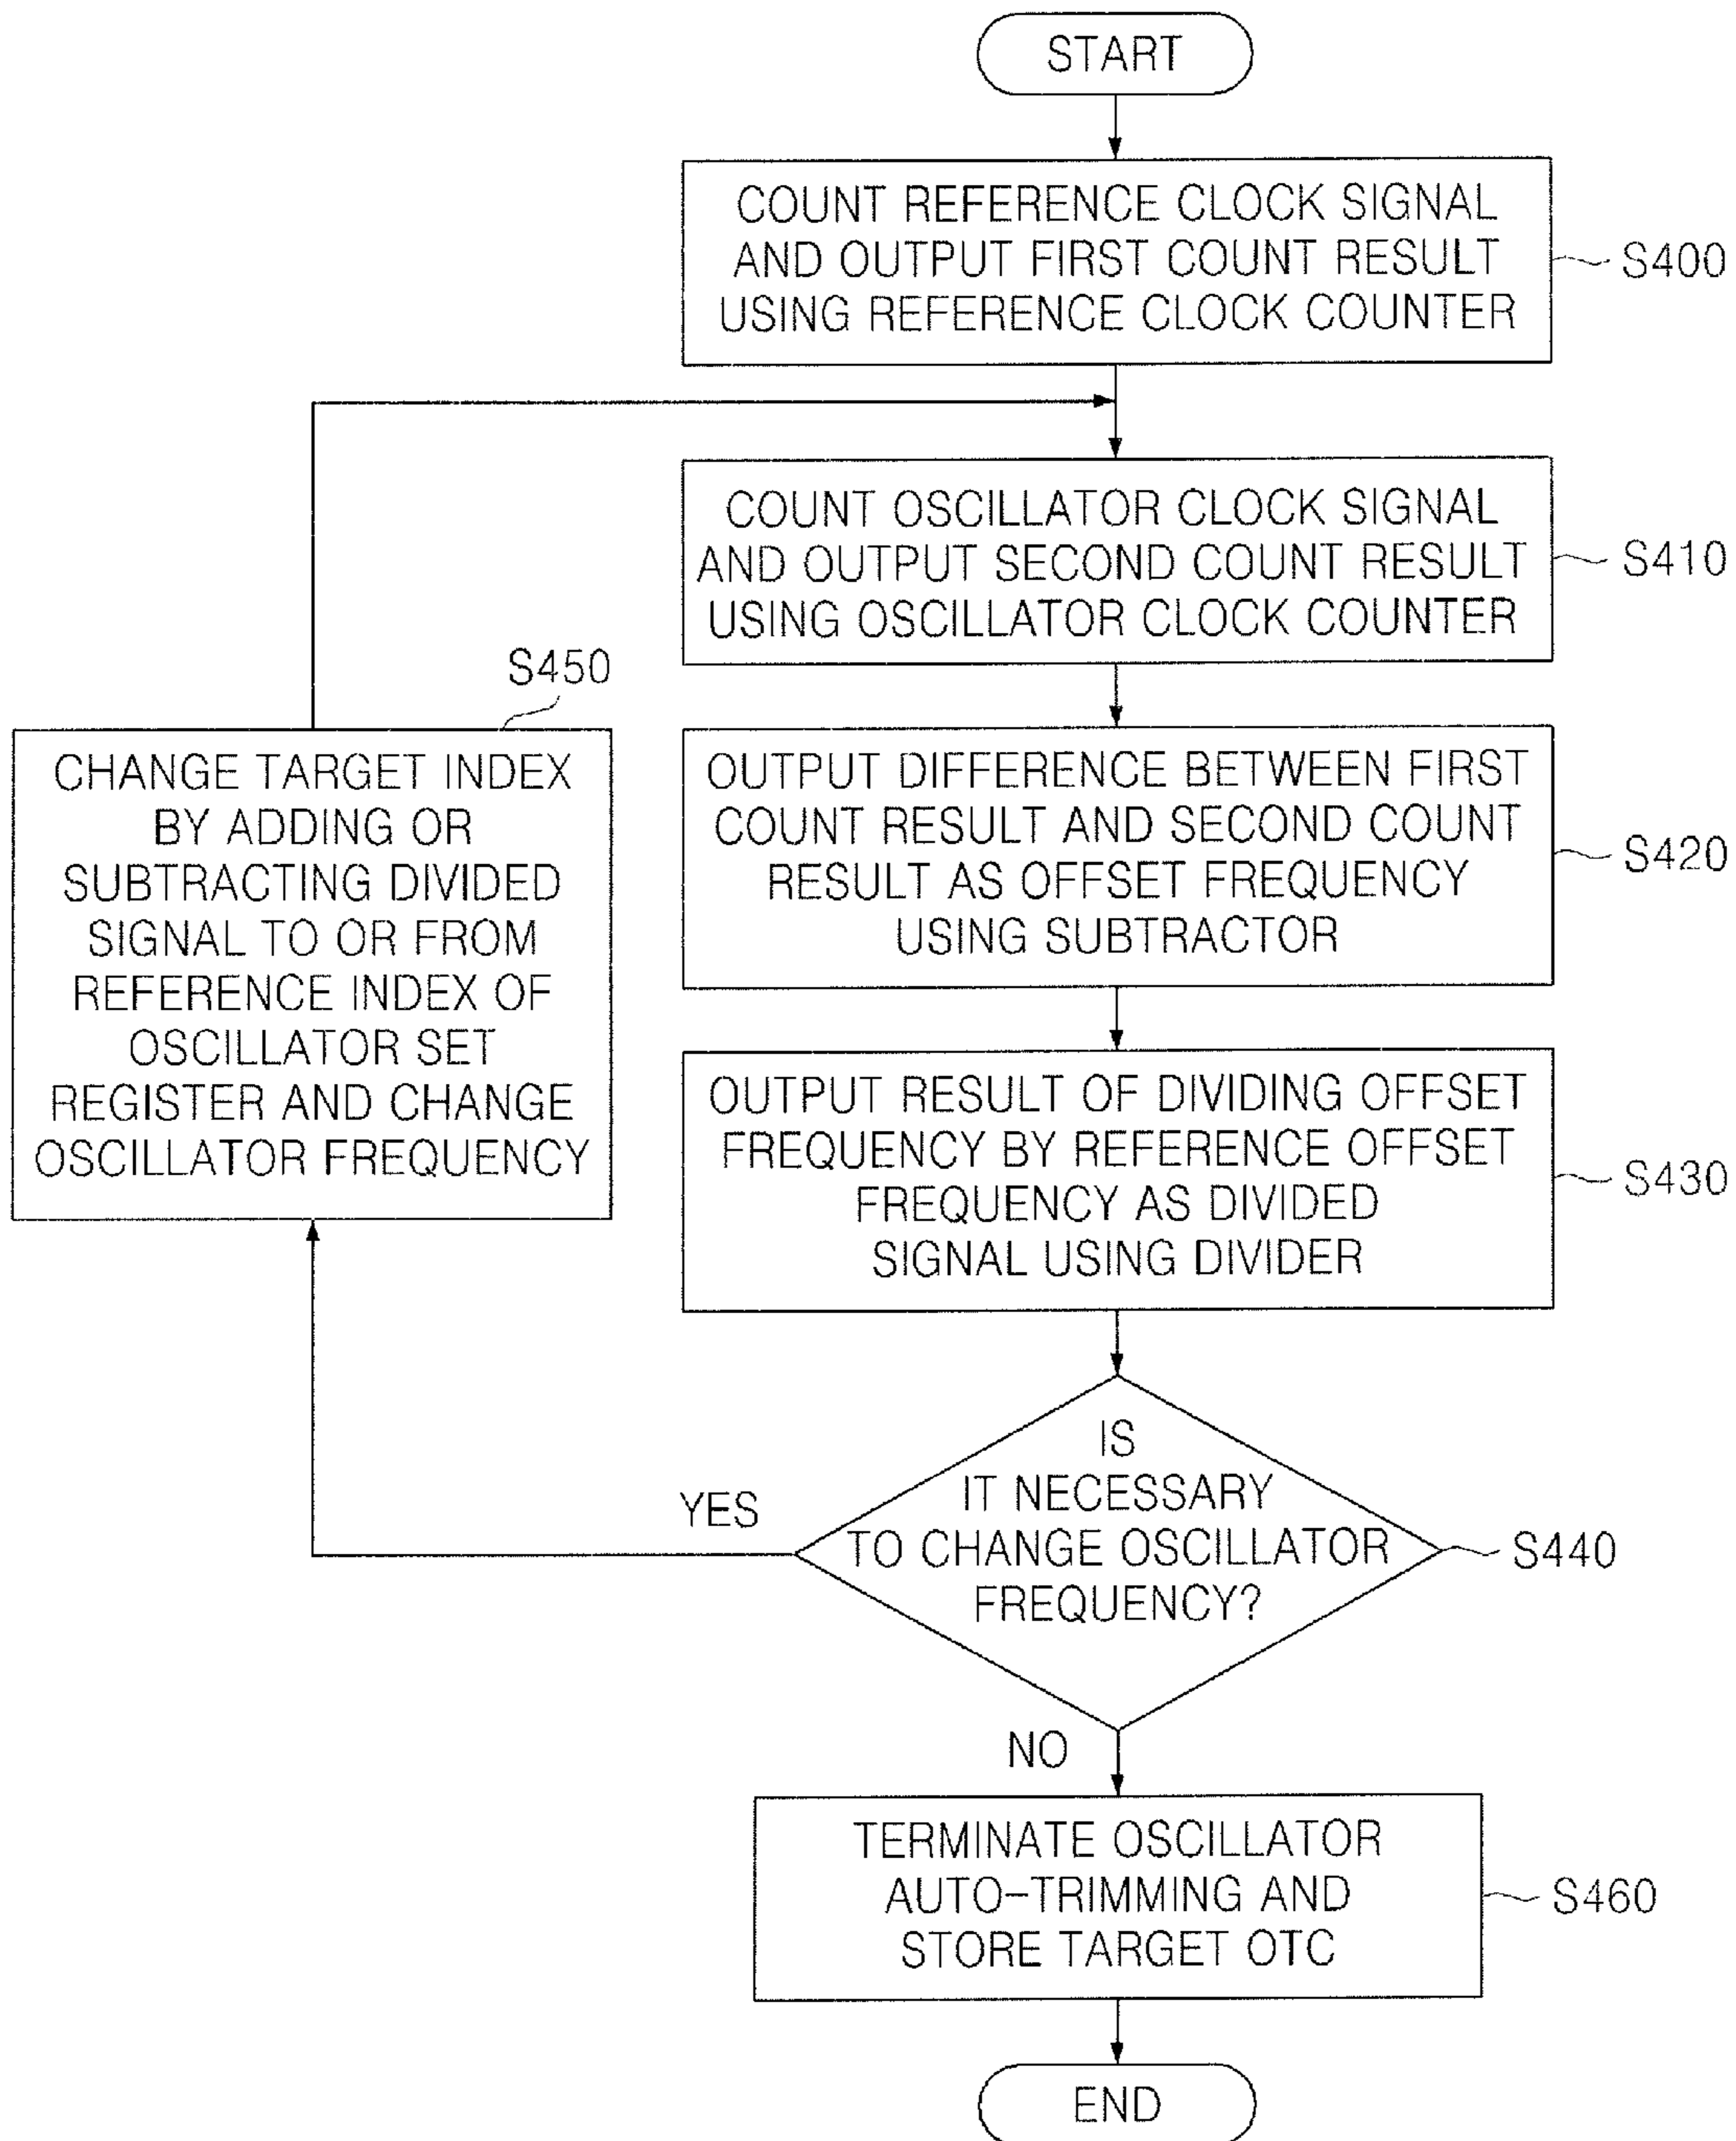 START
COUNT REFERENCE CLOCK SIGNAL
AND OUTPUT FIRST COUNT RESULT
USING REFERENCE CLOCK COUNTER
S400
COUNT OSCILLATOR CLOCK SIGNAL
AND OUTPUT SECOND COUNT RESULT
USING OSCILLATOR CLOCK COUNTER
S410
S450
CHANGE TARGET INDEX
BY ADDING OR
SUBTRACTING DIVIDED
SIGNAL TO OR FROM
REFERENCE INDEX OF
OSCILLATOR SET
REGISTER AND CHANGE
OSCILLATOR FREQUENCY
OUTPUT DIFFERENCE BETWEEN FIRST
COUNT RESULT AND SECOND COUNT
RESULT AS OFFSET FREQUENCY
USING SUBTRACTOR
S420
OUTPUT RESULT OF DIVIDING OFFSET
FREQUENCY BY REFERENCE OFFSET
FREQUENCY AS DIVIDED
SIGNAL USING DIVIDER
S430
IS
IT NECESSARY
TO CHANGE OSCILLATOR
FREQUENCY?
S440
YES
NO
TERMINATE OSCILLATOR
AUTO-TRIMMING AND
STORE TARGET OTC
S460
END